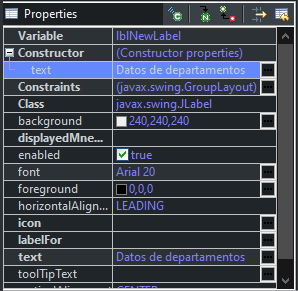 Properties
Variable lblNewLabel
Constructor (Constructor properties)
text Datos de departamentos
Constraints (javax.swing.GroupLayout)
Class javax.swing.JLabel
background 240,240,240
displayedMne...
enabled true
font Arial 20
foreground 0,0,0
horizontalAlign... LEADING
icon
labelFor
text Datos de departamentos
toolTipText